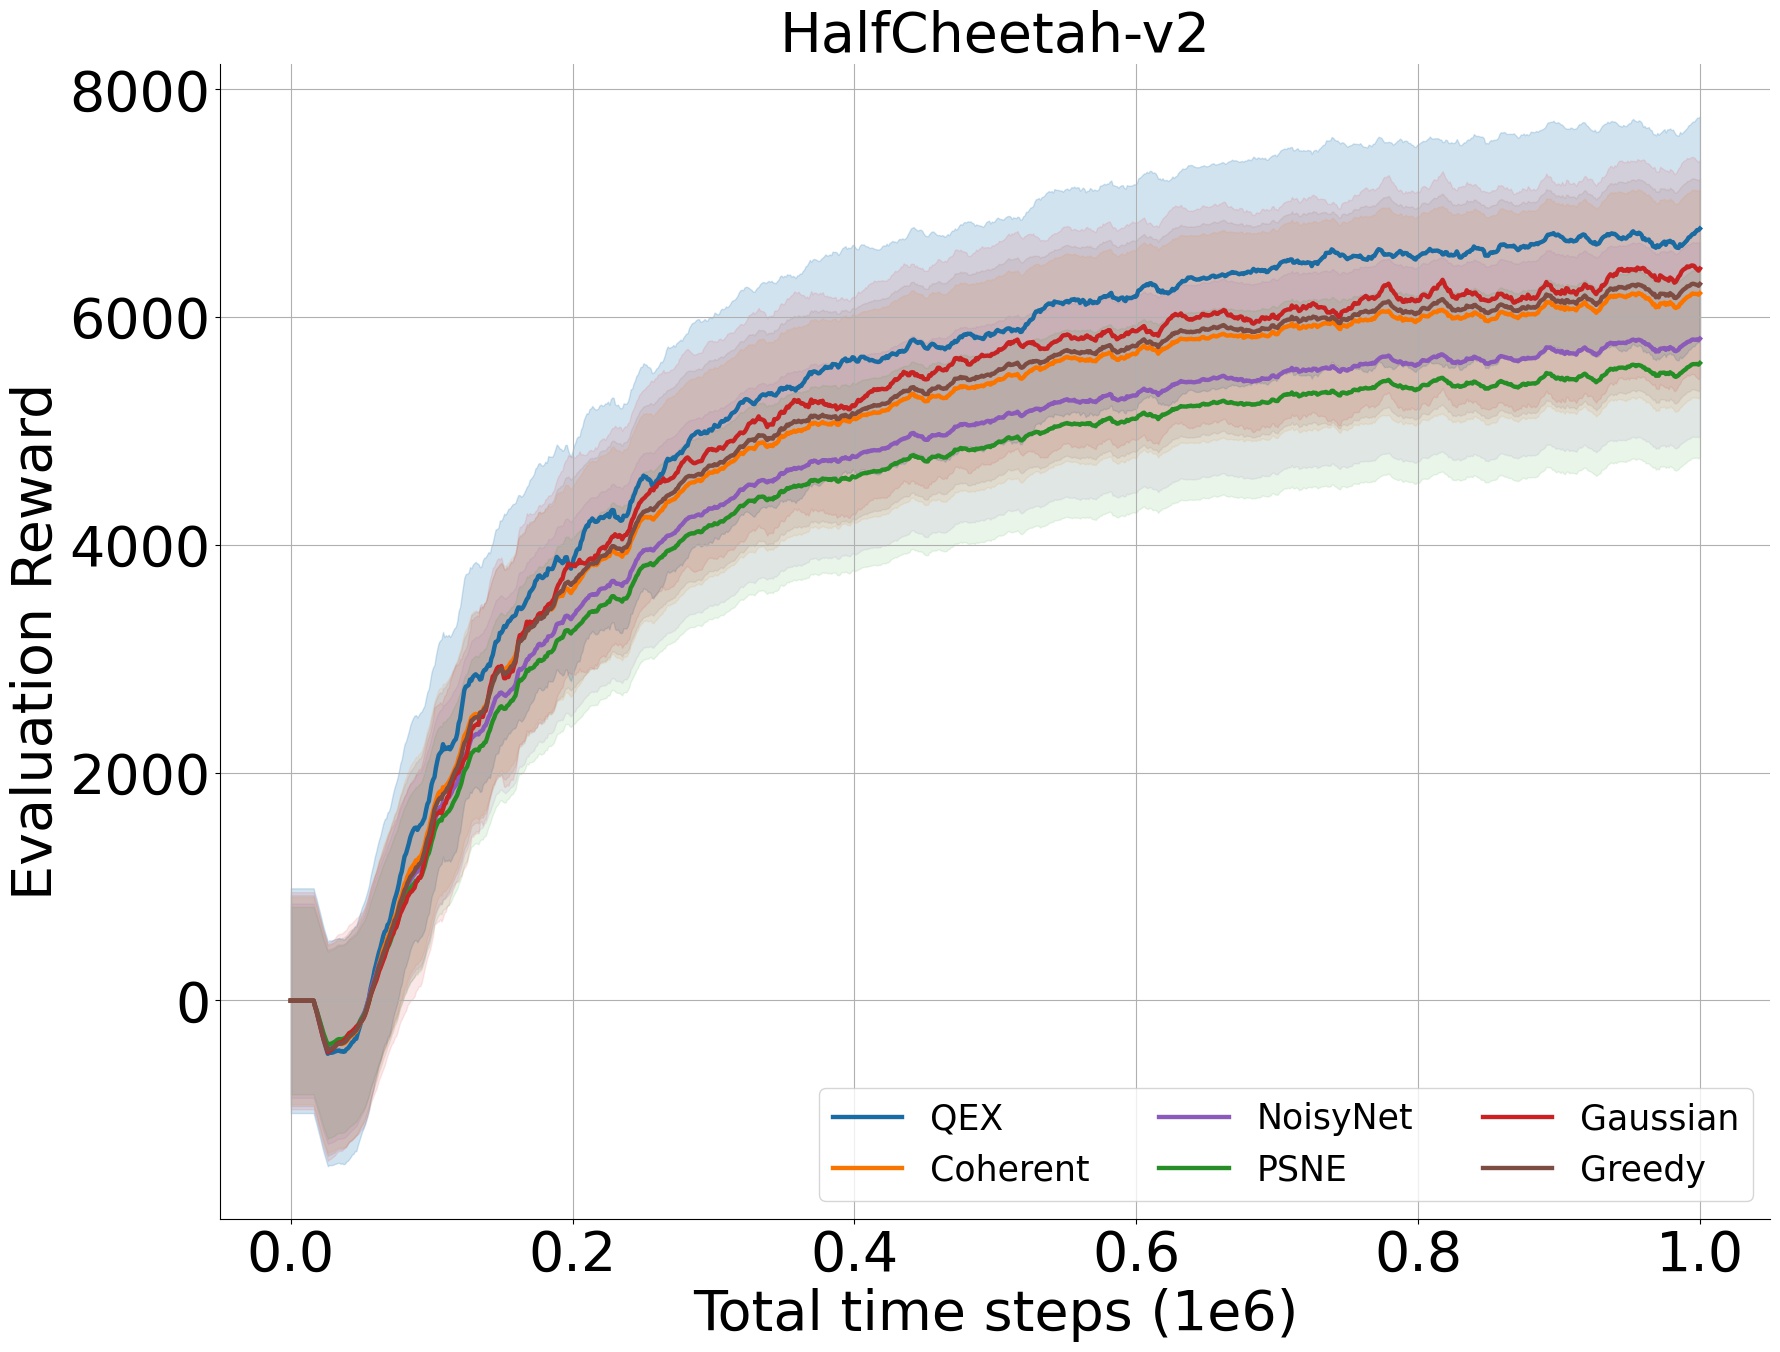 HalfCheetah-v2
8000
6000
4000
2000
0
Evaluation Reward
QEX
NoisyNet
Gaussian
Coherent
PSNE
Greedy
0.0 0.2 0.4 0.6 0.8 1.0
Total time steps (1e6)